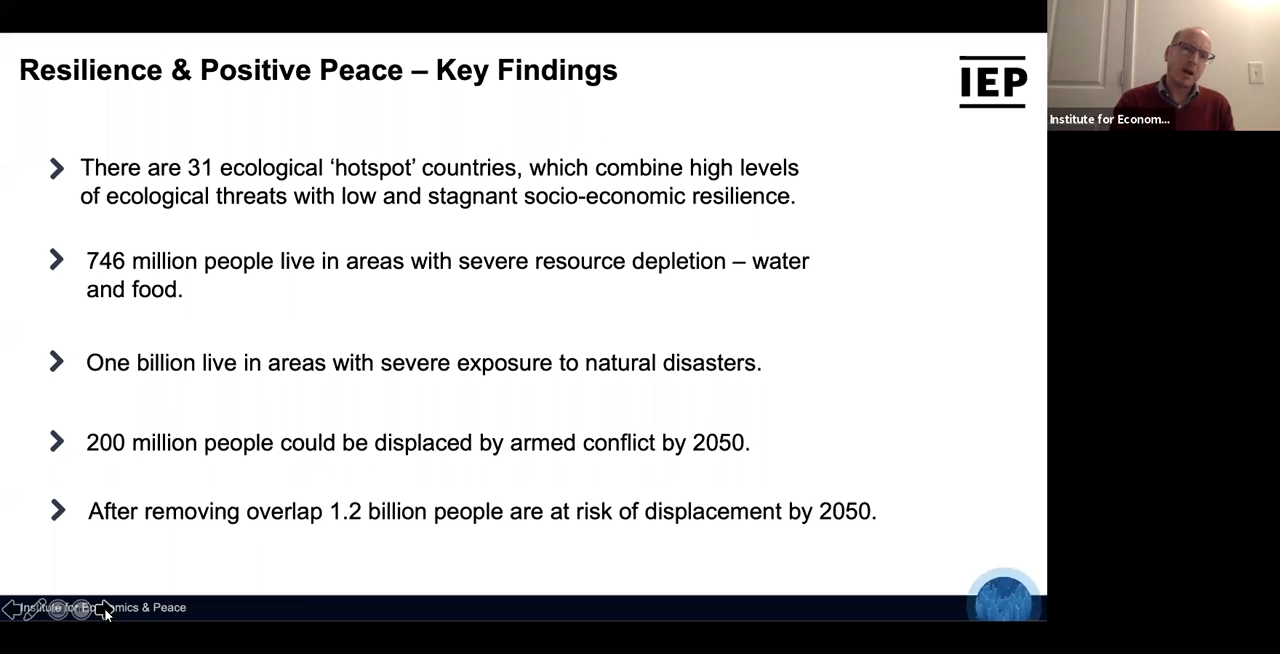 Resilience & Positive Peace – Key Findings
IEP
Institute for Econom...
There are 31 ecological ‘hotspot’ countries, which combine high levels
of ecological threats with low and stagnant socio-economic resilience.
746 million people live in areas with severe resource depletion – water
and food.
One billion live in areas with severe exposure to natural disasters.
200 million people could be displaced by armed conflict by 2050.
After removing overlap 1.2 billion people are at risk of displacement by 2050.
Institute for Economics & Peace